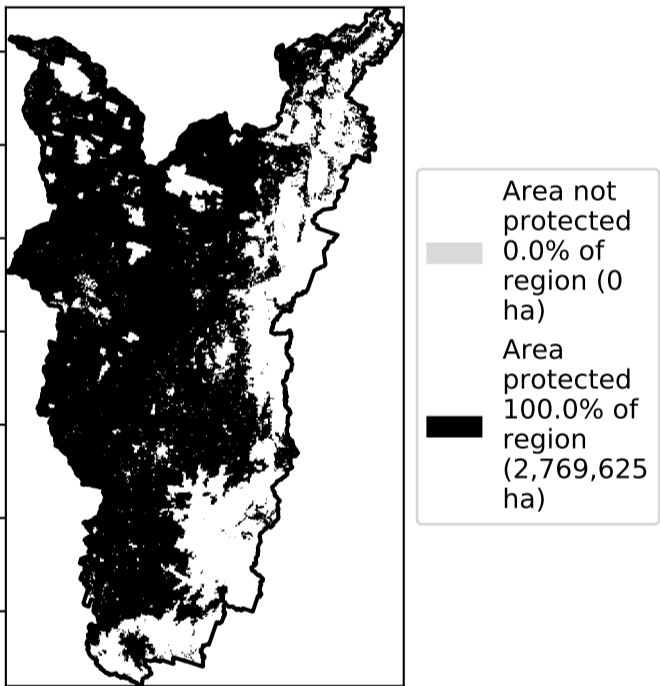 Area not
protected
0.0% of
region (0
ha)
Area
protected
100.0% of
region
(2,769,625
ha)